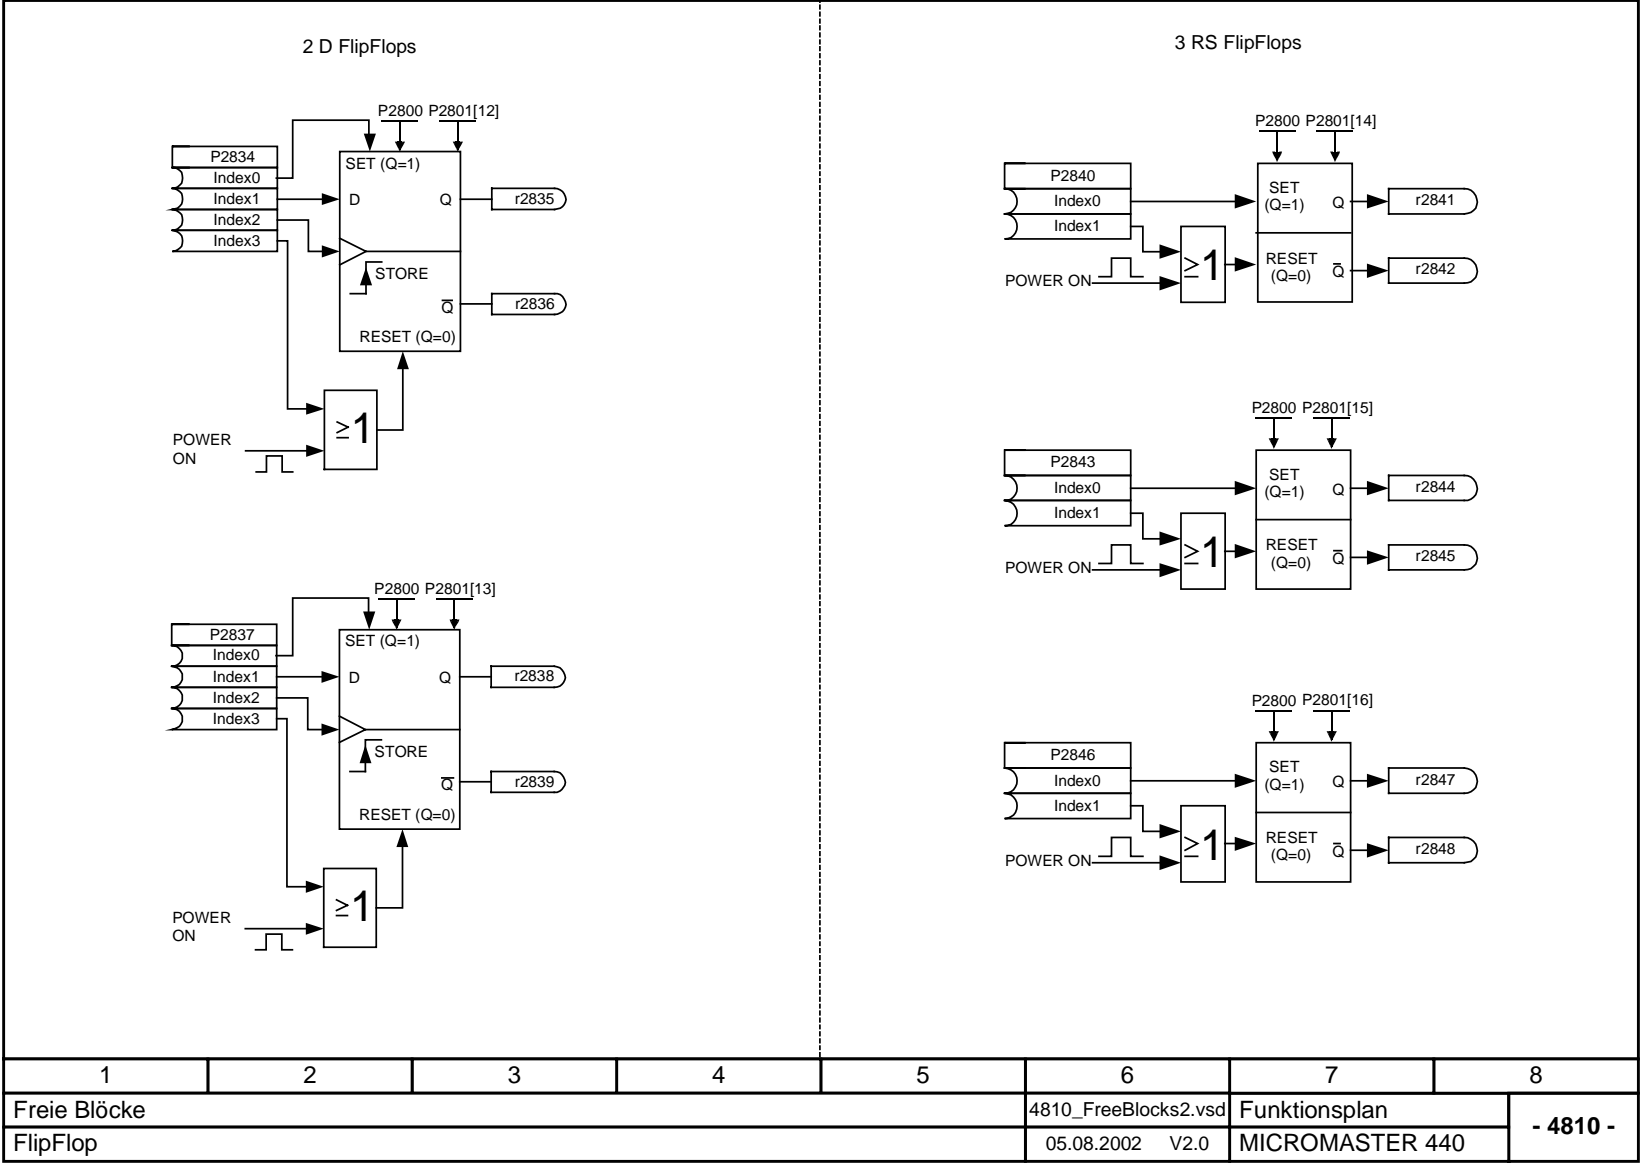 2 D FlipFlops
P2800 P2801[12]
P2834
Index0
Index1
Index2
Index3
SET (Q=1)
D
Q
STORE
Q̅
RESET (Q=0)
r2835
r2836
≥1
POWER
ON
P2800 P2801[13]
P2837
Index0
Index1
Index2
Index3
SET (Q=1)
D
Q
STORE
Q̅
RESET (Q=0)
r2838
r2839
≥1
POWER
ON
3 RS FlipFlops
P2800 P2801[14]
P2840
Index0
Index1
POWER ON
≥1
SET
(Q=1)
Q
RESET
(Q=0)
Q̅
r2841
r2842
P2800 P2801[15]
P2843
Index0
Index1
POWER ON
≥1
SET
(Q=1)
Q
RESET
(Q=0)
Q̅
r2844
r2845
P2800 P2801[16]
P2846
Index0
Index1
POWER ON
≥1
SET
(Q=1)
Q
RESET
(Q=0)
Q̅
r2847
r2848
1 2 3 4 5 6 7 8
Freie Blöcke 4810_FreeBlocks2.vsd Funktionsplan
- 4810 -
FlipFlop 05.08.2002 V2.0 MICROMASTER 440